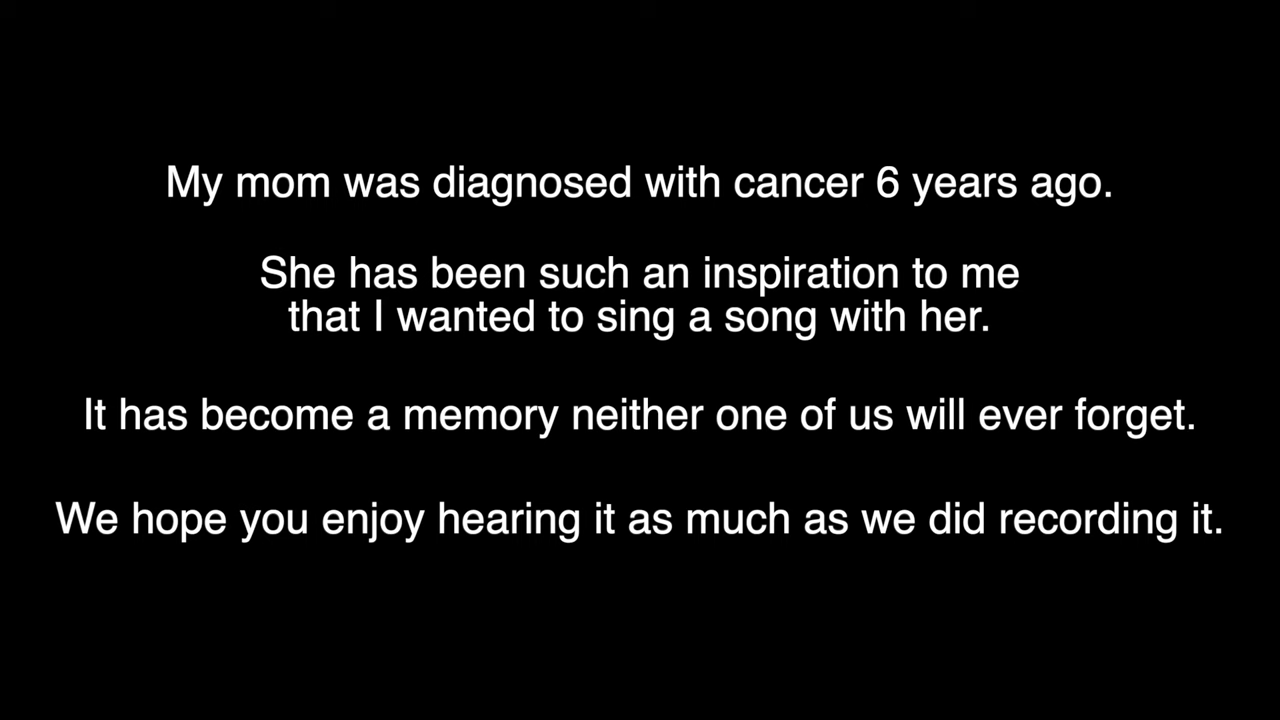 My mom was diagnosed with cancer 6 years ago.
She has been such an inspiration to me
that I wanted to sing a song with her.
It has become a memory neither one of us will ever forget.
We hope you enjoy hearing it as much as we did recording it.